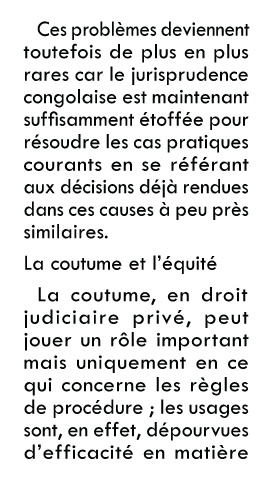 Ces problèmes deviennent
toutefois de plus en plus
rares car le jurisprudence
congolaise est maintenant
suffisamment étoffée pour
résoudre les cas pratiques
courants en se référant
aux décisions déjà rendues
dans ces causes à peu près
similaires.
La coutume et l'équité
La coutume, en droit
judiciaire privé, peut
jouer un rôle important
mais uniquement en ce
qui concerne les règles
de procédure ; les usages
sont, en effet, dépourvues
d'efficacité en matière